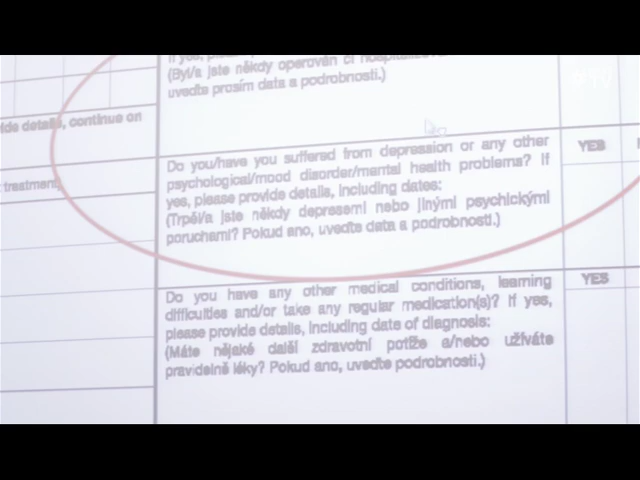 If yes,
(Byl/a jste někdy operován či
uveďte prosím data a podrobnosti.)
details, continue on
treatment,
Do you/have you suffered from depression or any other
psychological/mood disorder/mental health problems? If
yes, please provide details, including dates:
(Trpěl/a jste někdy depresemi nebo jinými psychickými
poruchami? Pokud ano, uveďte data a podrobnosti.)
YES
Do you have any other medical conditions, learning
difficulties and/or take any regular medication(s)? If yes,
please provide details, including date of diagnosis:
(Máte nějaké další zdravotní potíže a/nebo užíváte
pravidelně léky? Pokud ano, uveďte podrobnosti.)
YES